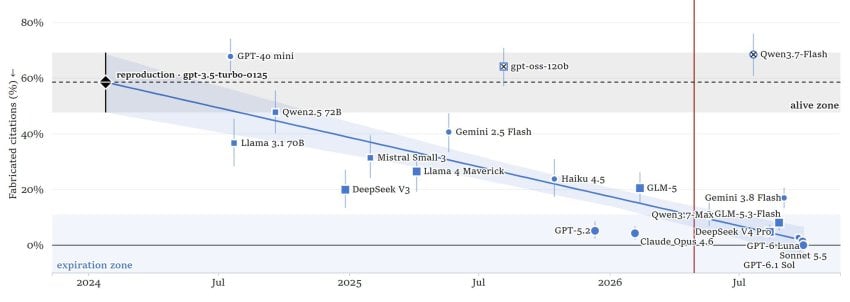 80%
reproduction · gpt-3.5-turbo-0125
GPT-4o mini
gpt-oss-120b
Qwen3.7-Flash
60%
alive zone
Qwen2.5 72B
Fabricated citations (%) ←
40%
Llama 3.1 70B
Gemini 2.5 Flash
Mistral Small 3
Llama 4 Maverick
20%
DeepSeek V3
Haiku 4.5
GLM-5
Gemini 3.8 Flash
Qwen3.7-Max
GLM-5.3-Flash
GPT-5.2
Claude Opus 4.6
DeepSeek V4 Pro
GPT-6 Luna
0%
Sonnet 5.5
GPT-6.1 Sol
expiration zone
2024
Jul
2025
Jul
2026
Jul